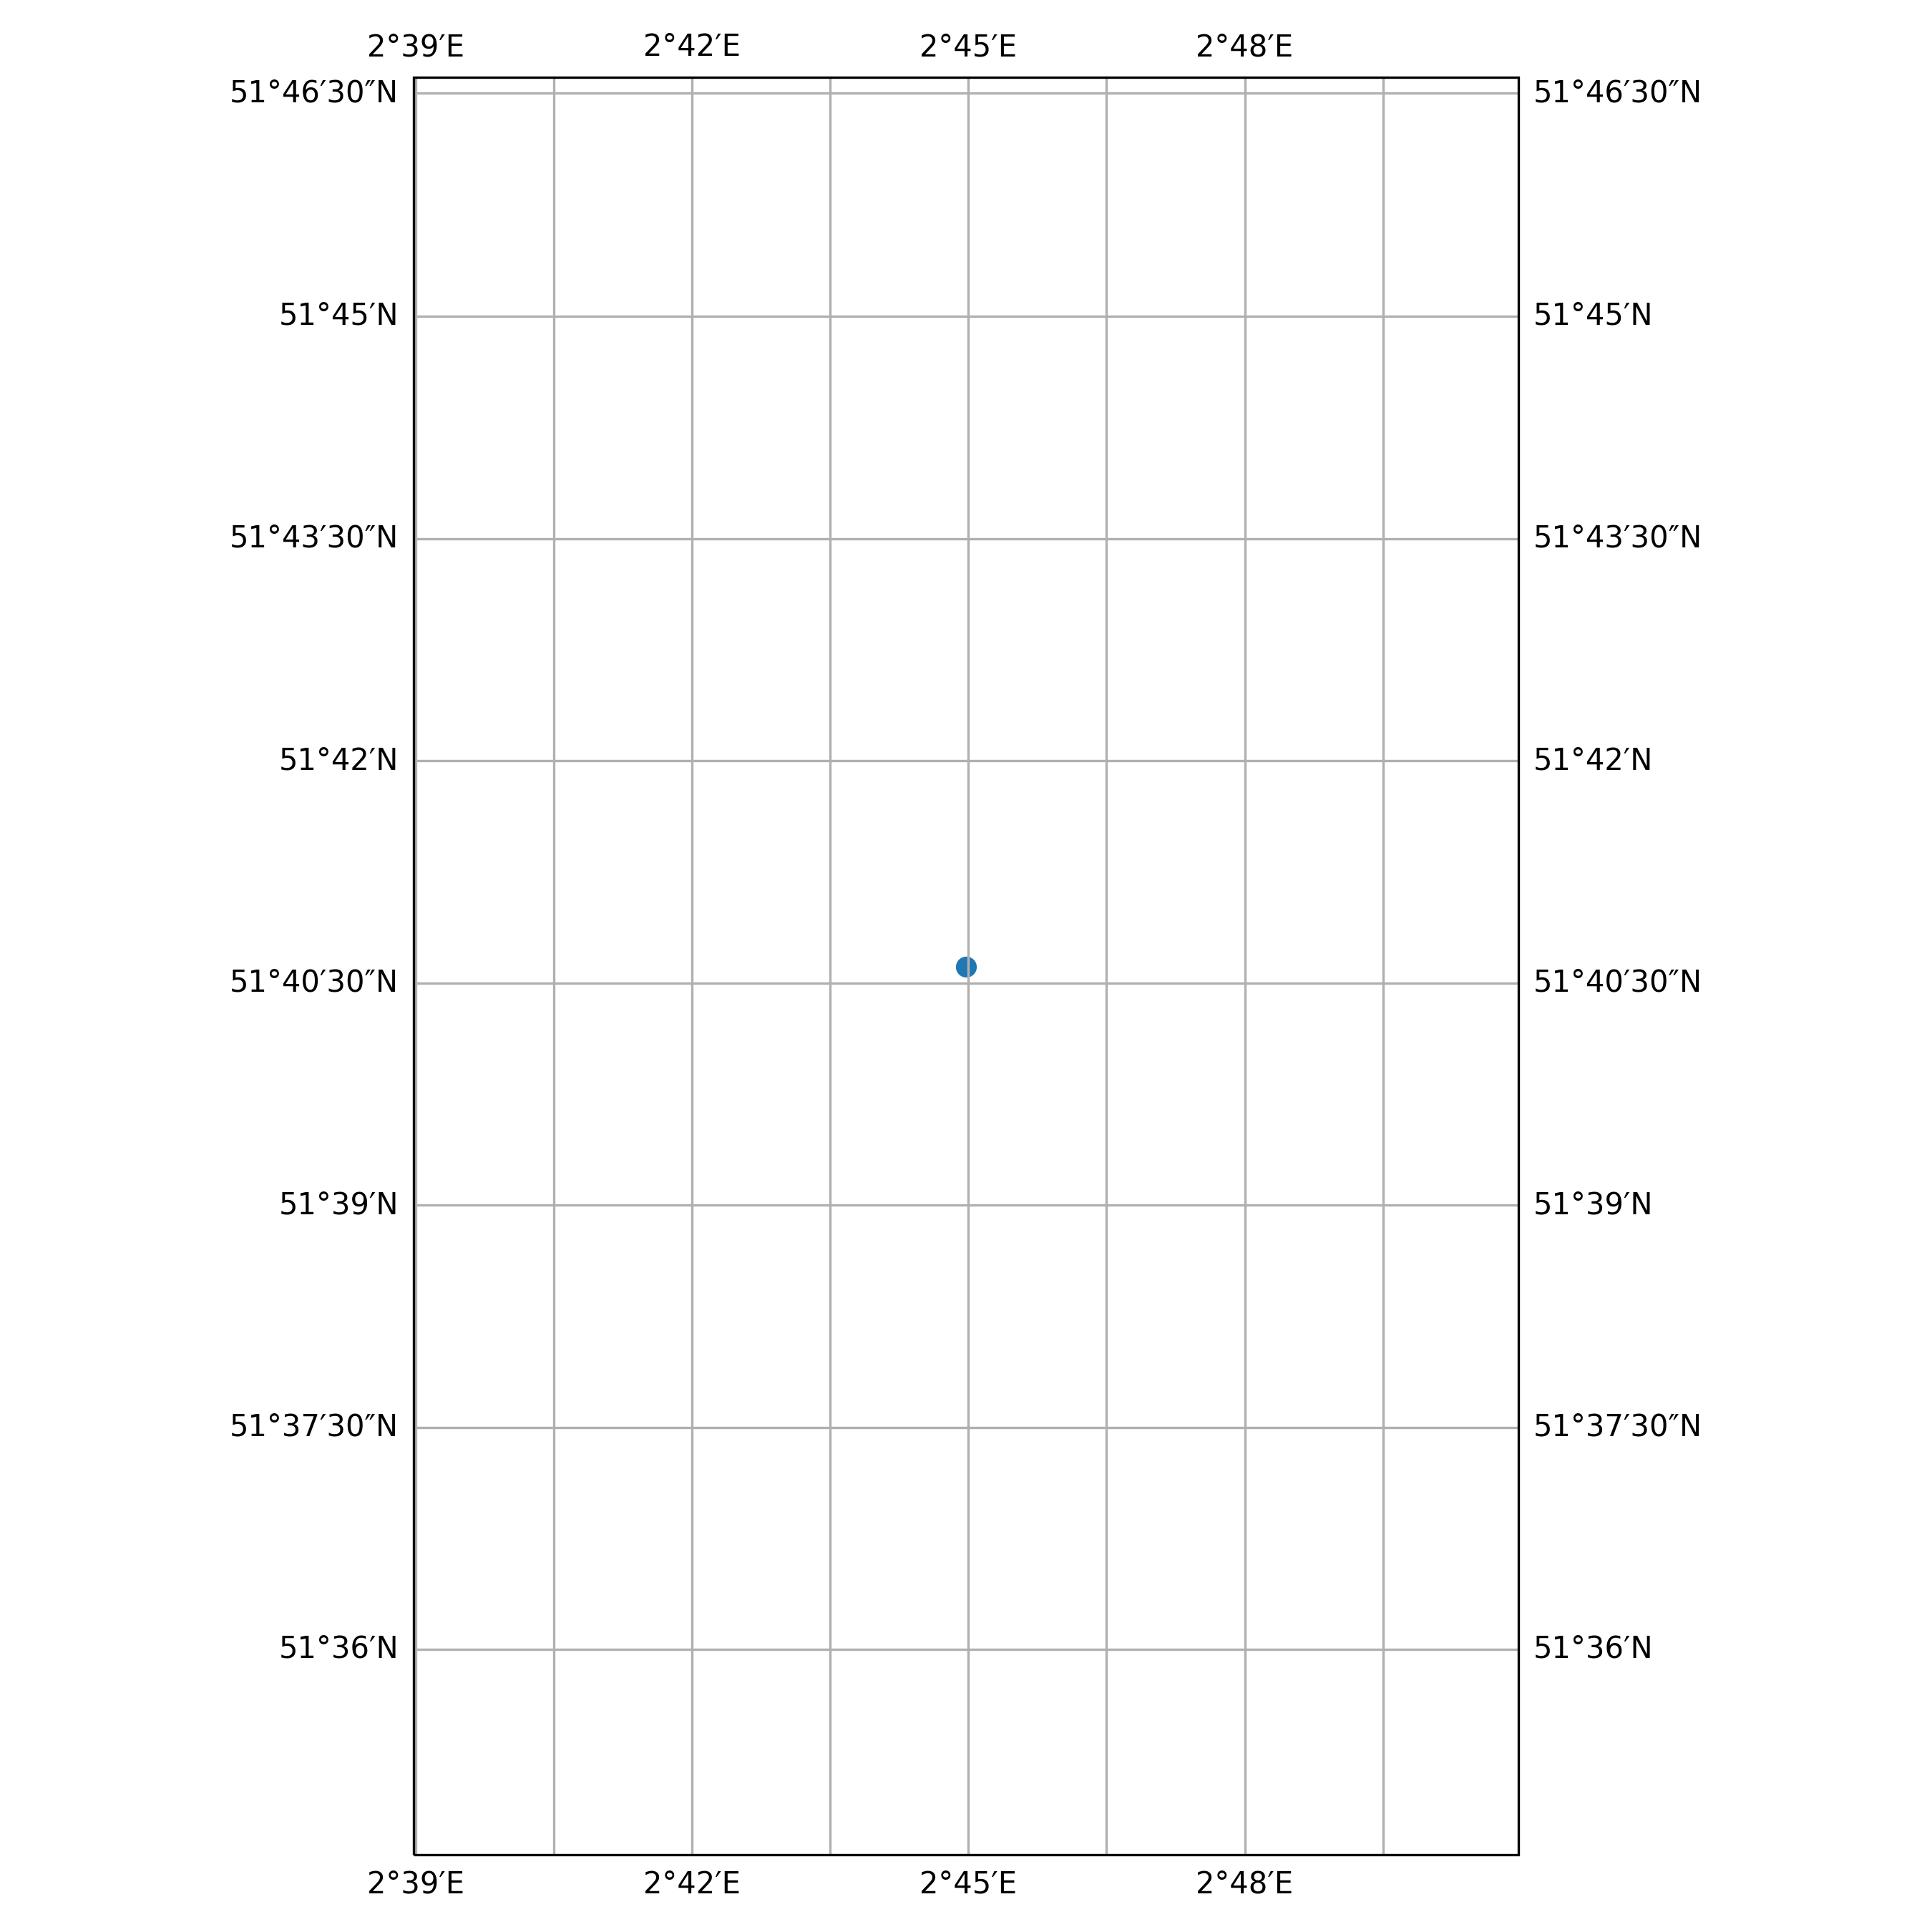 2°39′E 2°42′E 2°45′E 2°48′E
51°46′30″N 51°46′30″N
51°45′N 51°45′N
51°43′30″N 51°43′30″N
51°42′N 51°42′N
51°40′30″N 51°40′30″N
51°39′N 51°39′N
51°37′30″N 51°37′30″N
51°36′N 51°36′N
2°39′E 2°42′E 2°45′E 2°48′E